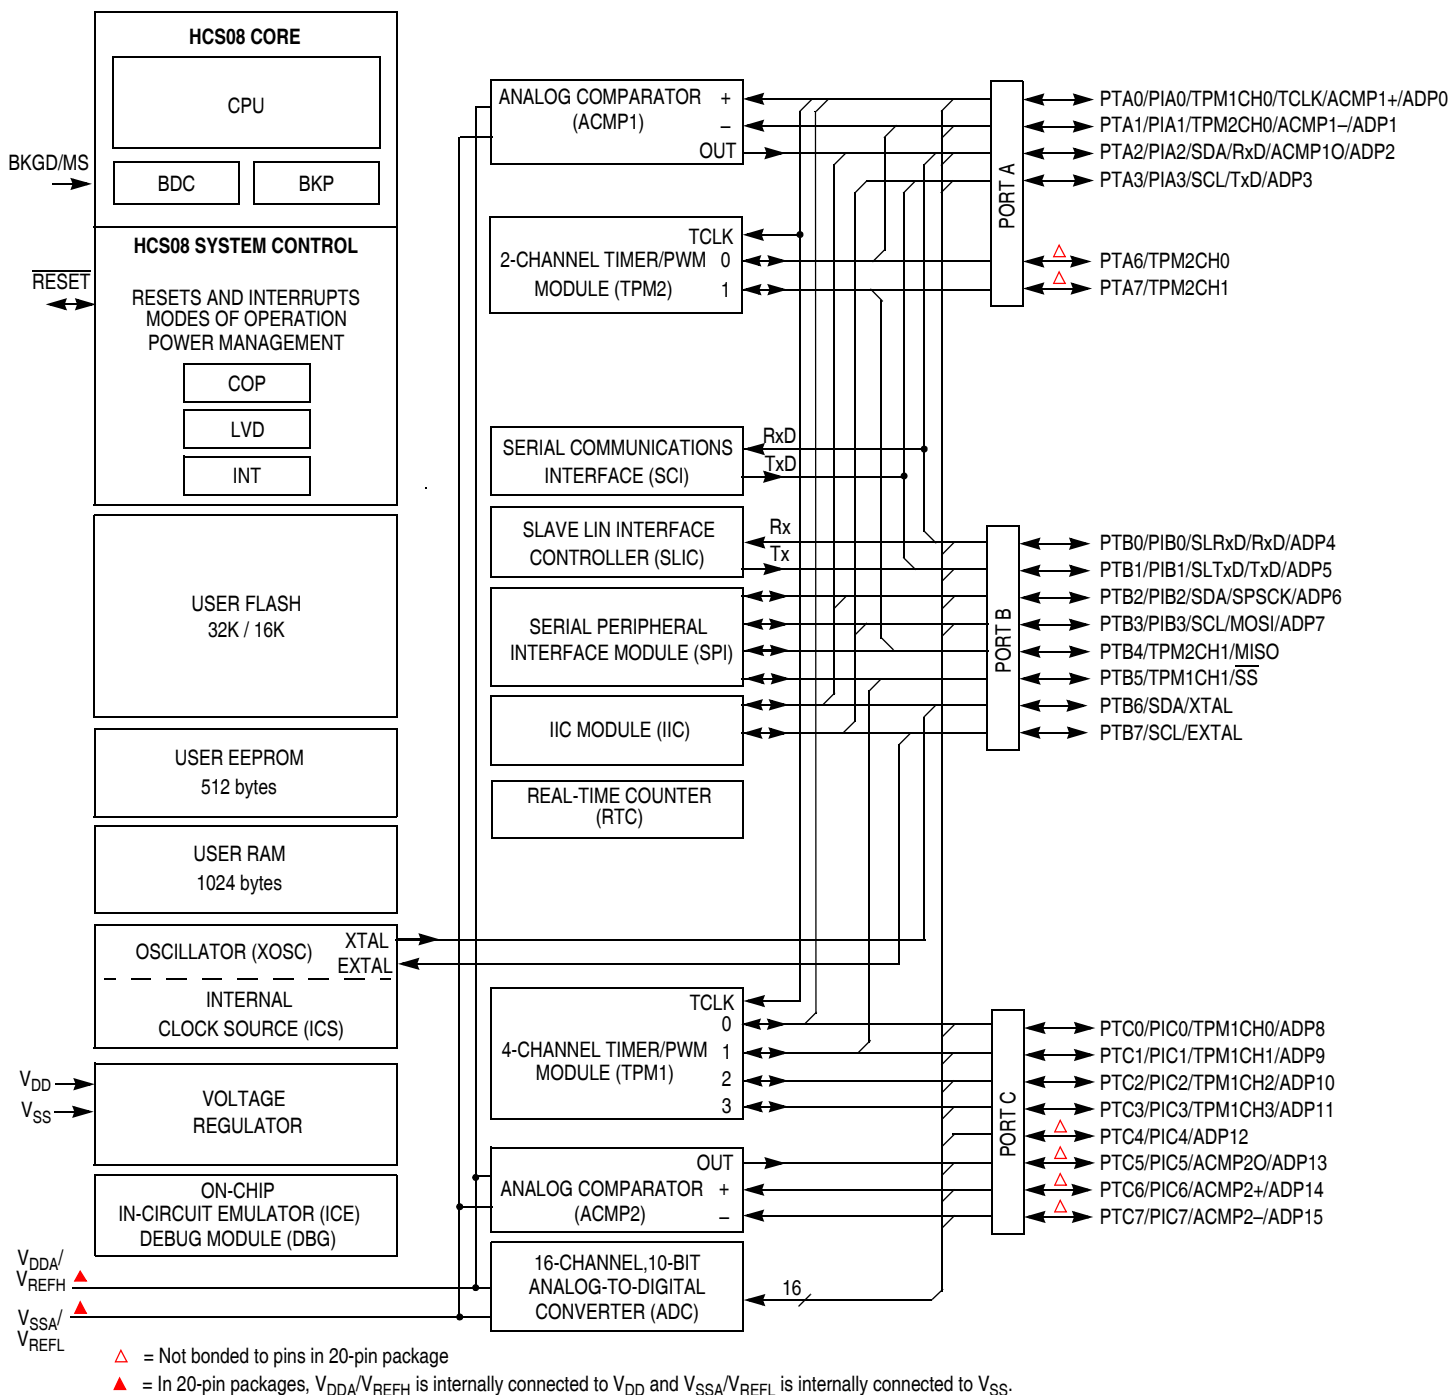 HCS08 CORE
CPU
BDC
BKP
BKGD/MS
HCS08 SYSTEM CONTROL
RESET
RESETS AND INTERRUPTS
MODES OF OPERATION
POWER MANAGEMENT
COP
LVD
INT
USER FLASH
32K / 16K
USER EEPROM
512 bytes
USER RAM
1024 bytes
OSCILLATOR (XOSC)
XTAL
EXTAL
INTERNAL
CLOCK SOURCE (ICS)
VDD
VSS
VOLTAGE
REGULATOR
ON-CHIP
IN-CIRCUIT EMULATOR (ICE)
DEBUG MODULE (DBG)
VDDA/
VREFH
VSSA/
VREFL
ANALOG COMPARATOR
(ACMP1)
+
–
OUT
TCLK
2-CHANNEL TIMER/PWM
MODULE (TPM2)
0
1
SERIAL COMMUNICATIONS
INTERFACE (SCI)
RxD
TxD
SLAVE LIN INTERFACE
CONTROLLER (SLIC)
Rx
Tx
SERIAL PERIPHERAL
INTERFACE MODULE (SPI)
IIC MODULE (IIC)
REAL-TIME COUNTER
(RTC)
TCLK
0
4-CHANNEL TIMER/PWM
MODULE (TPM1)
1
2
3
OUT
ANALOG COMPARATOR
(ACMP2)
+
–
16-CHANNEL,10-BIT
ANALOG-TO-DIGITAL
CONVERTER (ADC)
16
PORT A
PTA0/PIA0/TPM1CH0/TCLK/ACMP1+/ADP0
PTA1/PIA1/TPM2CH0/ACMP1–/ADP1
PTA2/PIA2/SDA/RxD/ACMP1O/ADP2
PTA3/PIA3/SCL/TxD/ADP3
PTA6/TPM2CH0
PTA7/TPM2CH1
PORT B
PTB0/PIB0/SLRxD/RxD/ADP4
PTB1/PIB1/SLTxD/TxD/ADP5
PTB2/PIB2/SDA/SPSCK/ADP6
PTB3/PIB3/SCL/MOSI/ADP7
PTB4/TPM2CH1/MISO
PTB5/TPM1CH1/SS
PTB6/SDA/XTAL
PTB7/SCL/EXTAL
PORT C
PTC0/PIC0/TPM1CH0/ADP8
PTC1/PIC1/TPM1CH1/ADP9
PTC2/PIC2/TPM1CH2/ADP10
PTC3/PIC3/TPM1CH3/ADP11
PTC4/PIC4/ADP12
PTC5/PIC5/ACMP2O/ADP13
PTC6/PIC6/ACMP2+/ADP14
PTC7/PIC7/ACMP2–/ADP15
△ = Not bonded to pins in 20-pin package
▲ = In 20-pin packages, VDDA/VREFH is internally connected to VDD and VSSA/VREFL is internally connected to VSS.